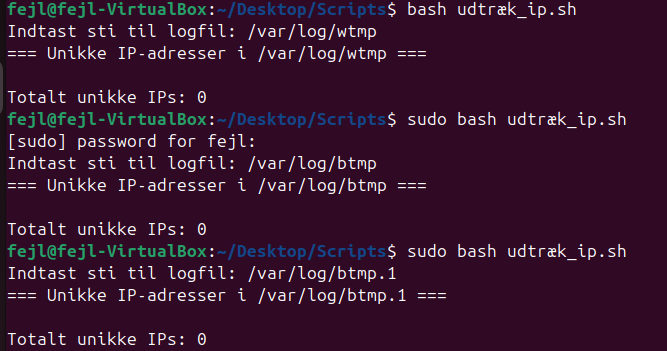 fejl@fejl-VirtualBox:~/Desktop/Scripts$ bash udtræk_ip.sh
Indtast sti til logfil: /var/log/wtmp
=== Unikke IP-adresser i /var/log/wtmp ===

Totalt unikke IPs: 0
fejl@fejl-VirtualBox:~/Desktop/Scripts$ sudo bash udtræk_ip.sh
[sudo] password for fejl:
Indtast sti til logfil: /var/log/btmp
=== Unikke IP-adresser i /var/log/btmp ===

Totalt unikke IPs: 0
fejl@fejl-VirtualBox:~/Desktop/Scripts$ sudo bash udtræk_ip.sh
Indtast sti til logfil: /var/log/btmp.1
=== Unikke IP-adresser i /var/log/btmp.1 ===

Totalt unikke IPs: 0